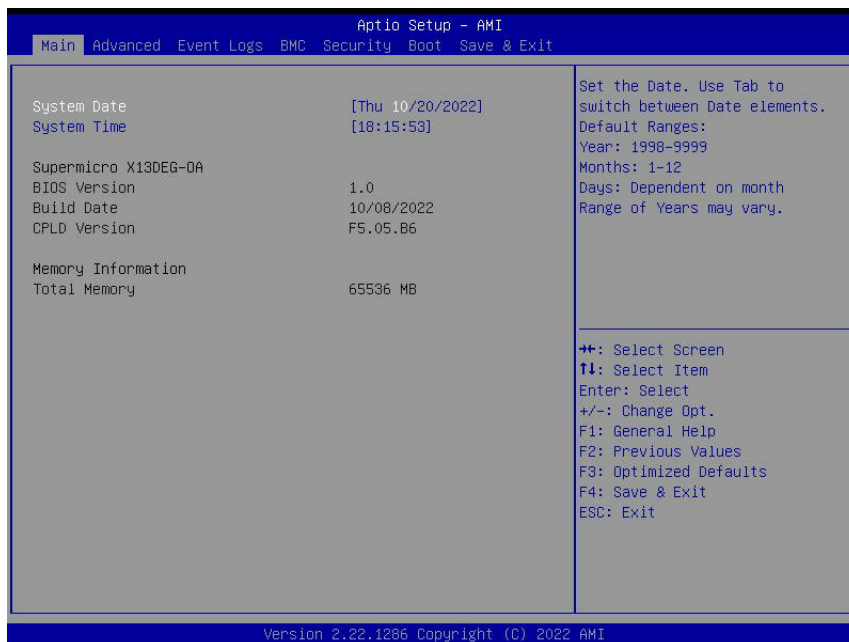 Aptio Setup – AMI
Main Advanced Event Logs BMC Security Boot Save & Exit
System Date [Thu 10/20/2022]
System Time [18:15:53]
Supermicro X13DEG-OA
BIOS Version 1.0
Build Date 10/08/2022
CPLD Version F5.05.B6
Memory Information
Total Memory 65536 MB
Set the Date. Use Tab to
switch between Date elements.
Default Ranges:
Year: 1998-9999
Months: 1-12
Days: Dependent on month
Range of Years may vary.
→←: Select Screen
↑↓: Select Item
Enter: Select
+/-: Change Opt.
F1: General Help
F2: Previous Values
F3: Optimized Defaults
F4: Save & Exit
ESC: Exit
Version 2.22.1286 Copyright (C) 2022 AMI